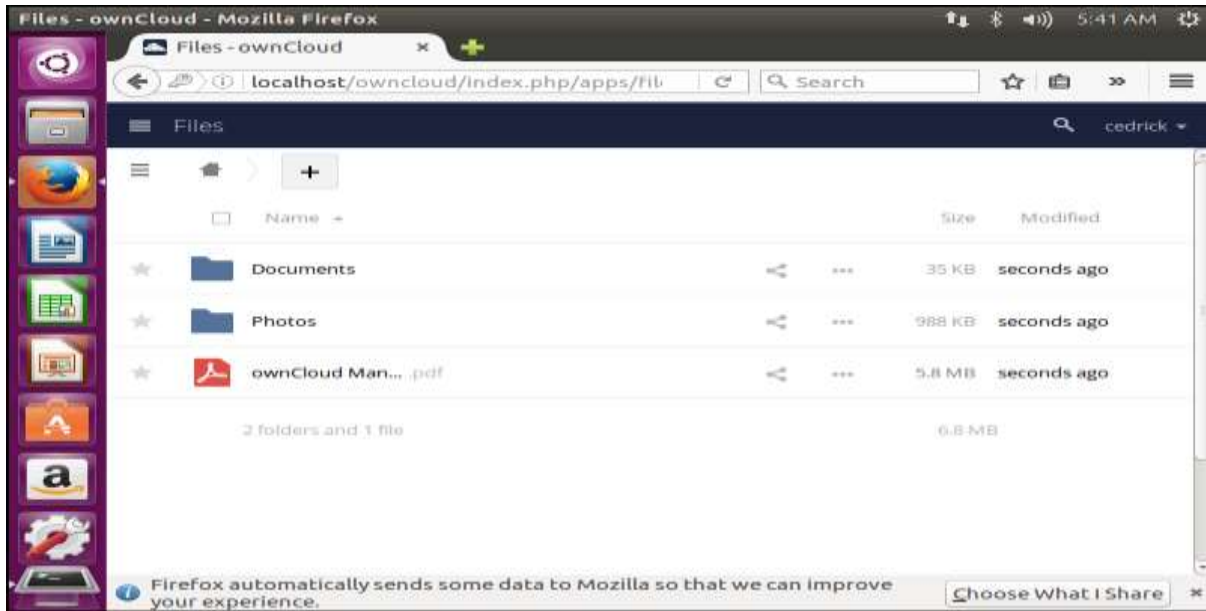 Files - ownCloud - Mozilla Firefox 5:41 AM
Files - ownCloud
localhost/owncloud/index.php/apps/fil Search
Files cedrick
Name Size Modified
Documents 35 KB seconds ago
Photos 988 KB seconds ago
ownCloud Man... .pdf 5.8 MB seconds ago
2 folders and 1 file 6.8 MB
a
Firefox automatically sends some data to Mozilla so that we can improve
your experience. Choose What I Share